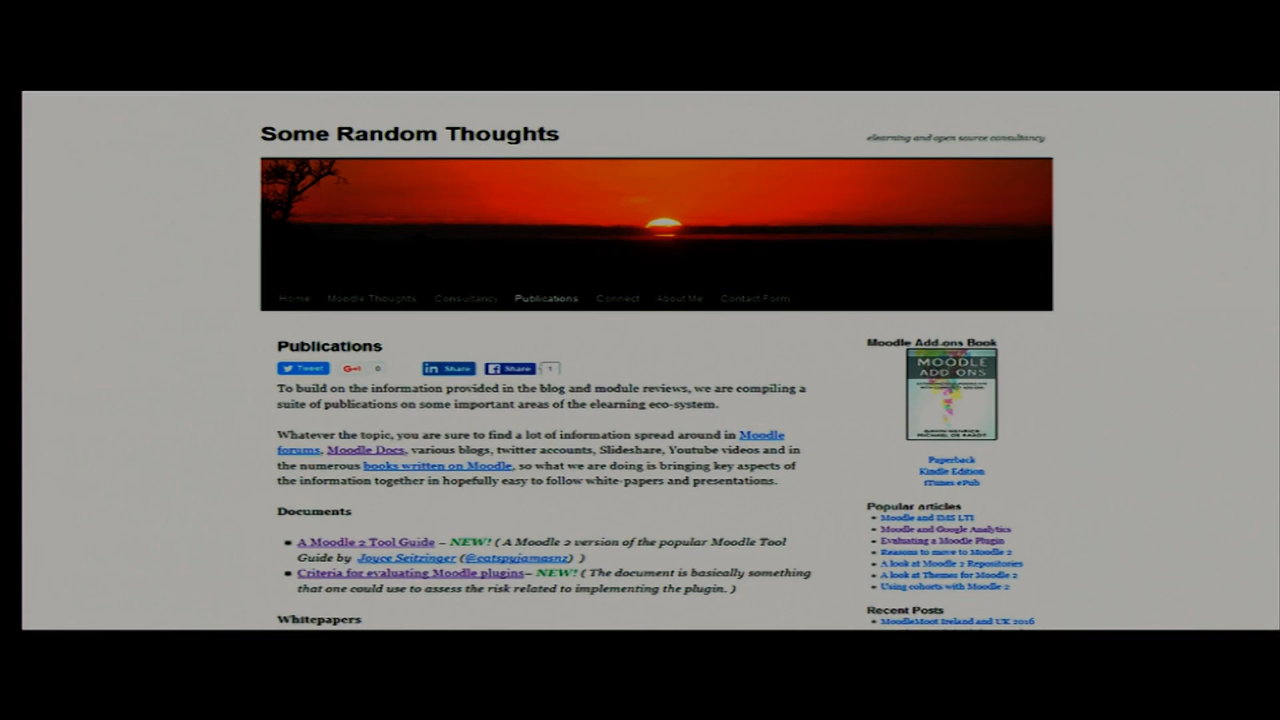 Some Random Thoughts
elearning and open source consultancy
Home Moodle Thoughts Consultancy Publications Connect About Me Contact Form
Publications
Tweet G+1 0 in Share Share 1
To build on the information provided in the blog and module reviews, we are compiling a
suite of publications on some important areas of the elearning eco-system.
Whatever the topic, you are sure to find a lot of information spread around in Moodle
forums, Moodle Docs, various blogs, twitter accounts, Slideshare, Youtube videos and in
the numerous books written on Moodle, so what we are doing is bringing key aspects of
the information together in hopefully easy to follow white-papers and presentations.
Documents
A Moodle 2 Tool Guide – NEW! ( A Moodle 2 version of the popular Moodle Tool
Guide by Joyce Seitzinger (@catspyjamasnz) )
Criteria for evaluating Moodle plugins– NEW! ( The document is basically something
that one could use to assess the risk related to implementing the plugin. )
Whitepapers
Moodle Add-ons Book
MOODLE
ADD ONS
GAVIN HENRICK
MICHAEL DE RAADT
Paperback
Kindle Edition
iTunes ePub
Popular articles
Moodle and IMS LTI
Moodle and Google Analytics
Evaluating a Moodle Plugin
Reasons to move to Moodle 2
A look at Moodle 2 Repositories
A look at Themes for Moodle 2
Using cohorts with Moodle 2
Recent Posts
MoodleMoot Ireland and UK 2016